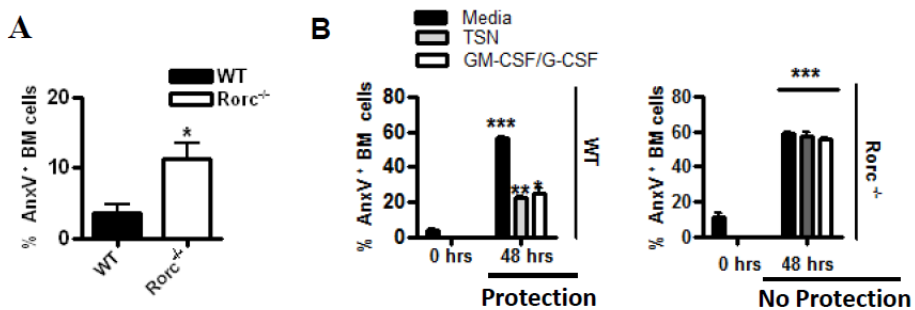 A
WT
Rorc-/-
% AnxV + BM cells
20
10
0
*
WT
Rorc-/-
B
Media
TSN
GM-CSF/G-CSF
% AnxV + BM cells
80
60
40
20
0
***
**
*
0 hrs
48 hrs
WT
Protection
% AnxV + BM cells
80
60
40
20
0
***
0 hrs
48 hrs
Rorc -/-
No Protection